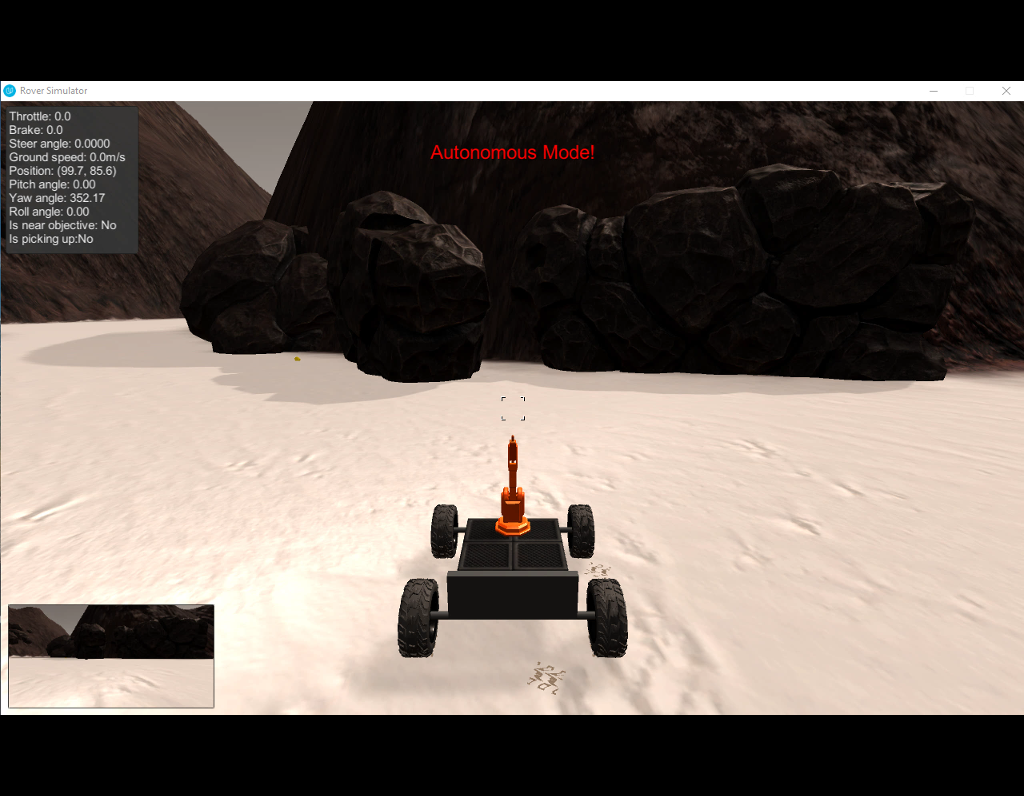 Rover Simulator
Throttle: 0.0
Brake: 0.0
Steer angle: 0.0000
Ground speed: 0.0m/s
Position: (99.7, 85.6)
Pitch angle: 0.00
Yaw angle: 352.17
Roll angle: 0.00
Is near objective: No
Is picking up:No
Autonomous Mode!